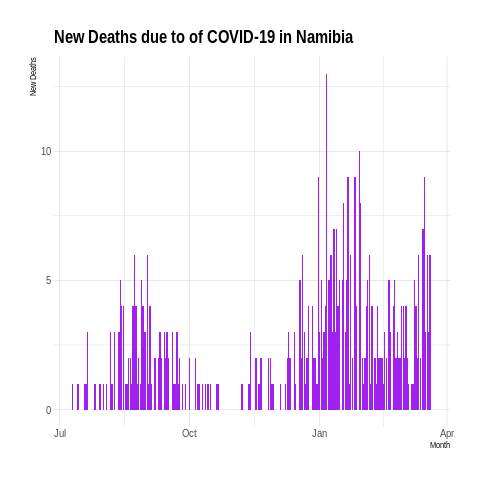 New Deaths due to of COVID-19 in Namibia
New Deaths
10
5
0
Jul Oct Jan Apr
Month